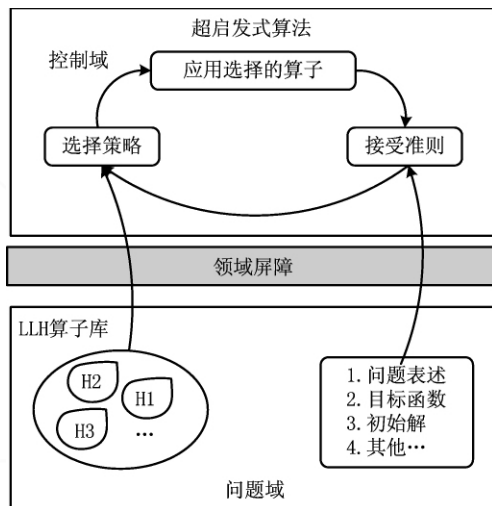 超启发式算法
控制域
应用选择的算子
选择策略
接受准则
领域屏障
LLH算子库
H2
H1
H3
…
1. 问题表述
2. 目标函数
3. 初始解
4. 其他…
问题域